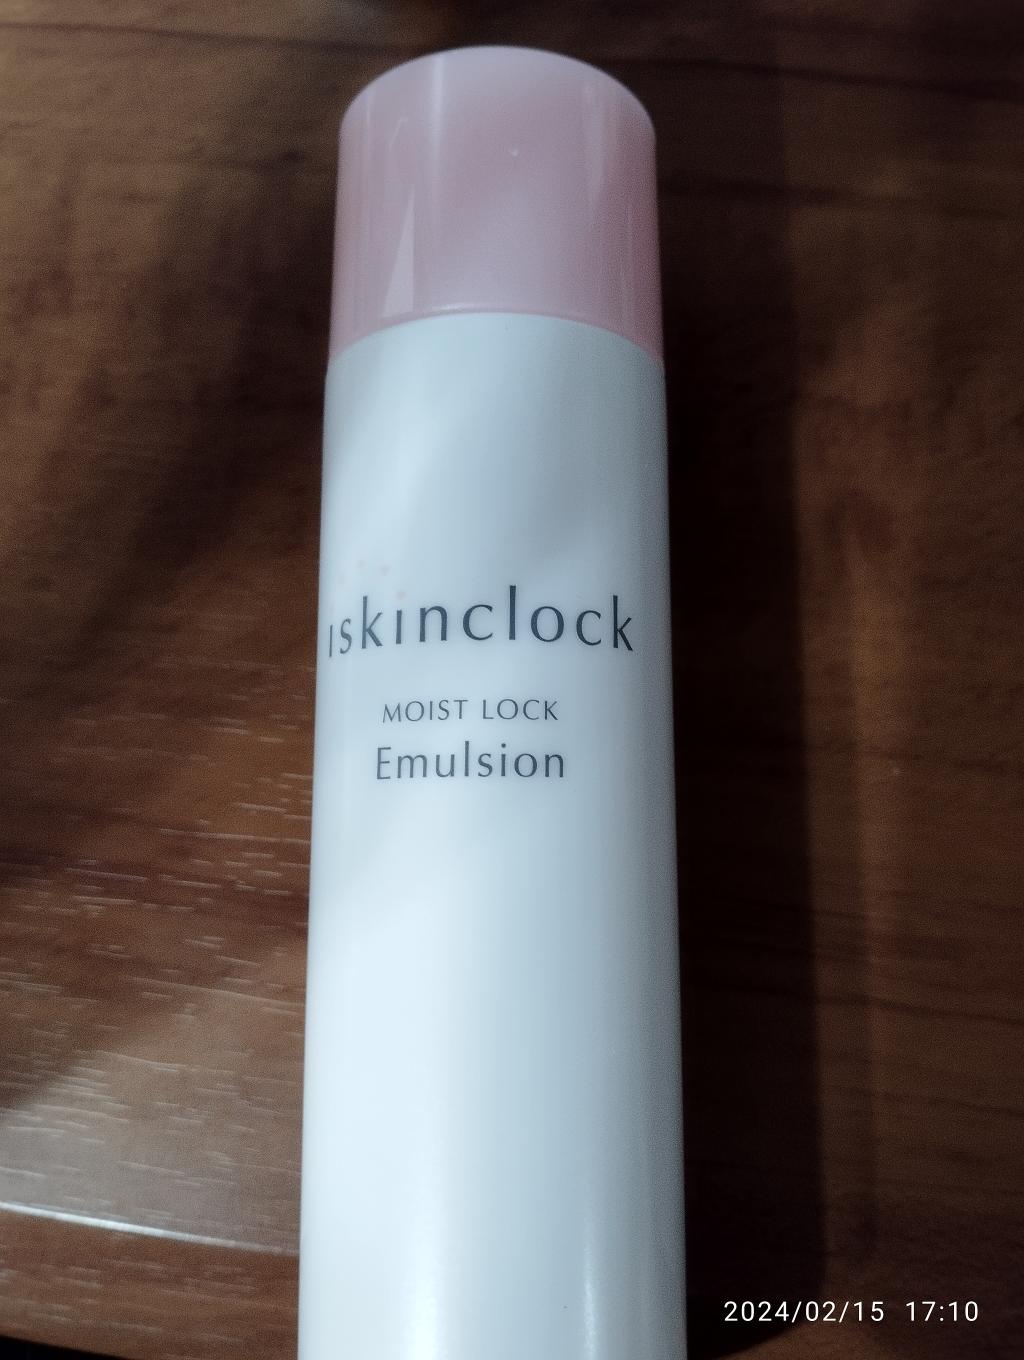 iskinclock
MOIST LOCK
Emulsion
2024/02/15 17:10